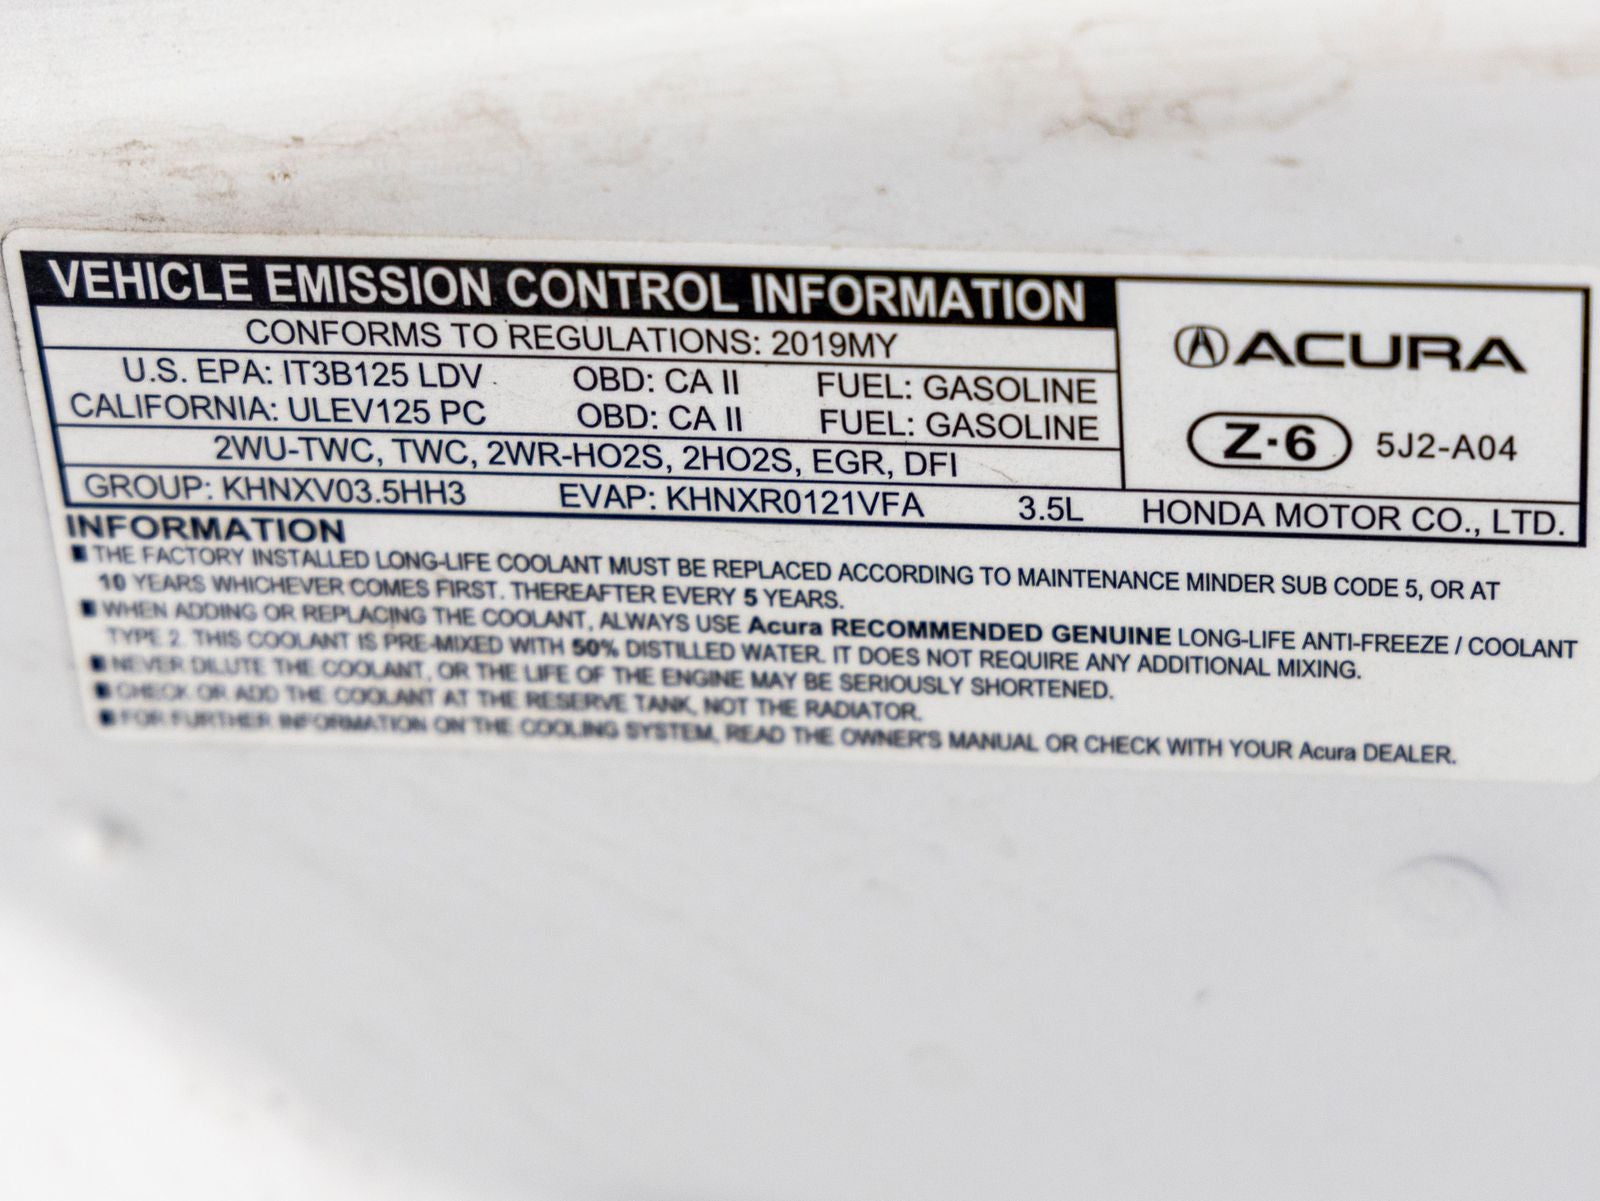 VEHICLE EMISSION CONTROL INFORMATION
CONFORMS TO REGULATIONS: 2019MY
U.S. EPA: IT3B125 LDV OBD: CA II FUEL: GASOLINE
CALIFORNIA: ULEV125 PC OBD: CA II FUEL: GASOLINE
2WU-TWC, TWC, 2WR-HO2S, 2HO2S, EGR, DFI
ACURA
Z-6 5J2-A04
GROUP: KHNXV03.5HH3 EVAP: KHNXR0121VFA 3.5L HONDA MOTOR CO., LTD.
INFORMATION
■ THE FACTORY INSTALLED LONG-LIFE COOLANT MUST BE REPLACED ACCORDING TO MAINTENANCE MINDER SUB CODE 5, OR AT
10 YEARS WHICHEVER COMES FIRST. THEREAFTER EVERY 5 YEARS.
■ WHEN ADDING OR REPLACING THE COOLANT, ALWAYS USE Acura RECOMMENDED GENUINE LONG-LIFE ANTI-FREEZE / COOLANT
TYPE 2. THIS COOLANT IS PRE-MIXED WITH 50% DISTILLED WATER. IT DOES NOT REQUIRE ANY ADDITIONAL MIXING.
■ NEVER DILUTE THE COOLANT, OR THE LIFE OF THE ENGINE MAY BE SERIOUSLY SHORTENED.
■ CHECK OR ADD THE COOLANT AT THE RESERVE TANK, NOT THE RADIATOR.
■ FOR FURTHER INFORMATION ON THE COOLING SYSTEM, READ THE OWNER'S MANUAL OR CHECK WITH YOUR Acura DEALER.